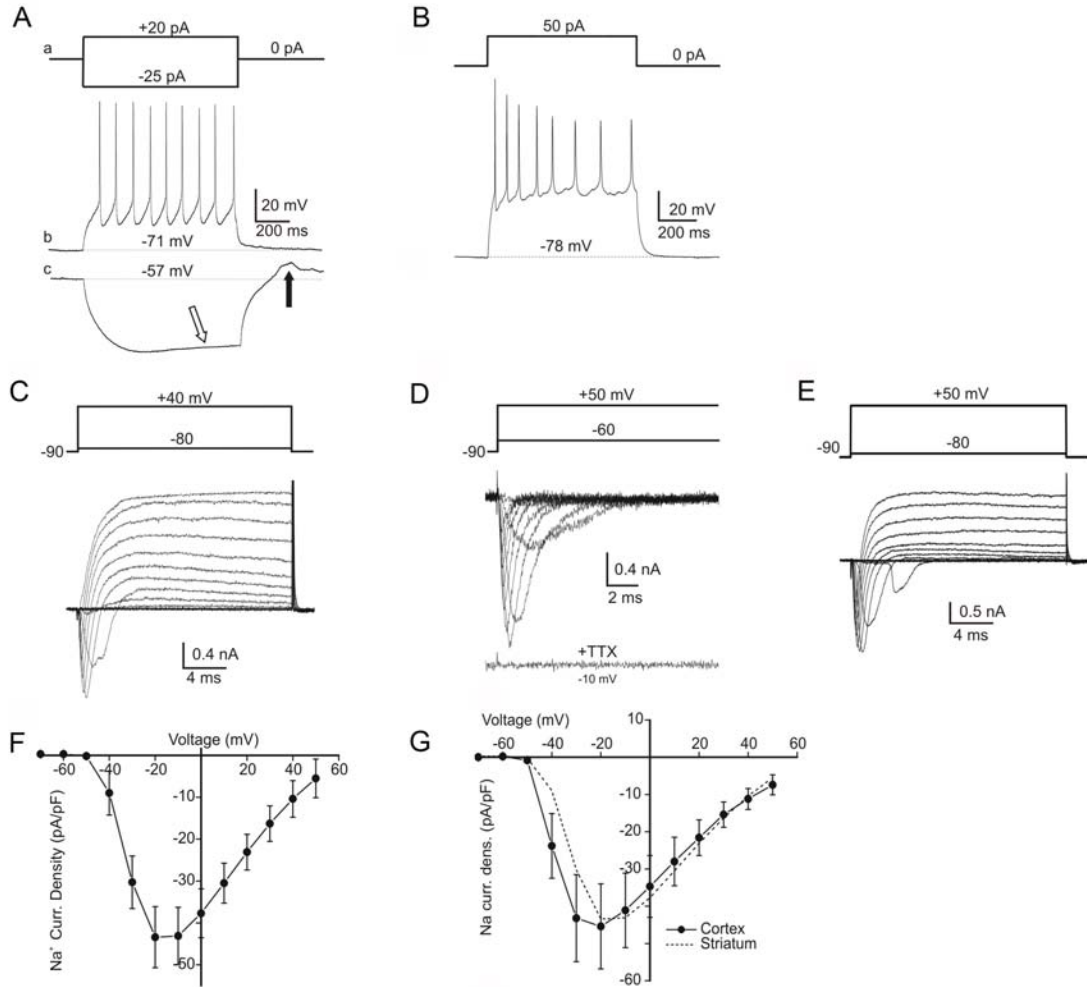 A
a
+20 pA
0 pA
-25 pA
20 mV
200 ms
b
-71 mV
c
-57 mV
B
50 pA
0 pA
20 mV
200 ms
-78 mV
C
+40 mV
-80
-90
0.4 nA
4 ms
D
+50 mV
-60
-90
0.4 nA
2 ms
+TTX
-10 mV
E
+50 mV
-80
-90
0.5 nA
4 ms
F
Voltage (mV)
-60 -40 -20 0 20 40 60
-10
-20
-30
-50
Na⁺ Curr. Density (pA/pF)
G
Voltage (mV)
10
-60 -40 -20 20 40 60
-10
-20
-30
-60
Na curr. dens. (pA/pF)
Cortex
Striatum